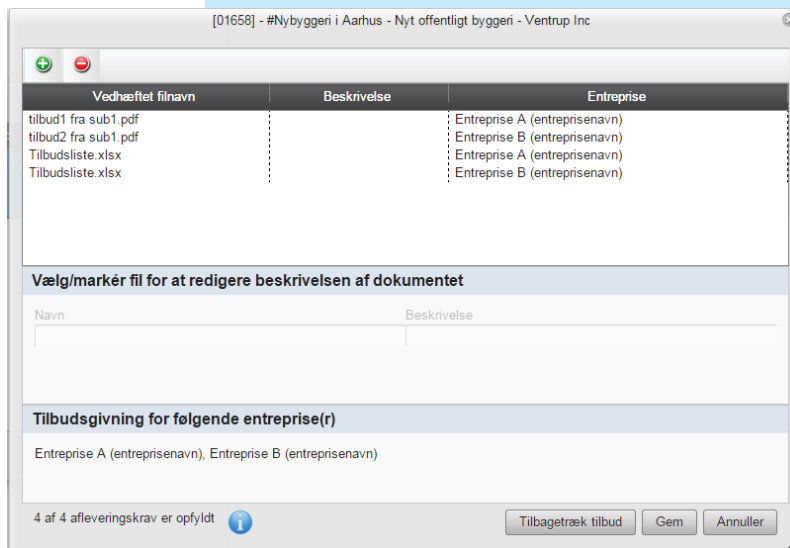 [01658] - #Nybyggeri i Aarhus - Nyt offentligt byggeri - Ventrup Inc
Vedhæftet filnavn Beskrivelse Entreprise
tilbud1 fra sub1.pdf Entreprise A (entreprisenavn)
tilbud2 fra sub1.pdf Entreprise B (entreprisenavn)
Tilbudsliste.xlsx Entreprise A (entreprisenavn)
Tilbudsliste.xlsx Entreprise B (entreprisenavn)
Vælg/markér fil for at redigere beskrivelsen af dokumentet
Navn Beskrivelse
Tilbudsgivning for følgende entreprise(r)
Entreprise A (entreprisenavn), Entreprise B (entreprisenavn)
4 af 4 afleveringskrav er opfyldt Tilbagetræk tilbud Gem Annuller